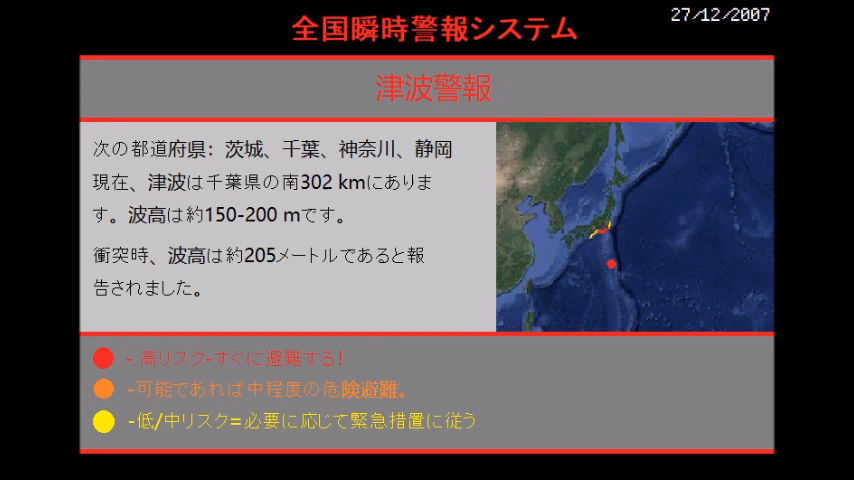 27/12/2007
全国瞬時警報システム
津波警報
次の都道府県：茨城、千葉、神奈川、静岡
現在、津波は千葉県の南302 kmにありま
す。波高は約150-200 mです。
衝突時、波高は約205メートルであると報
告されました。
- 高リスク-すぐに避難する!
-可能であれば中程度の危険避難。
-低/中リスク=必要に応じて緊急措置に従う